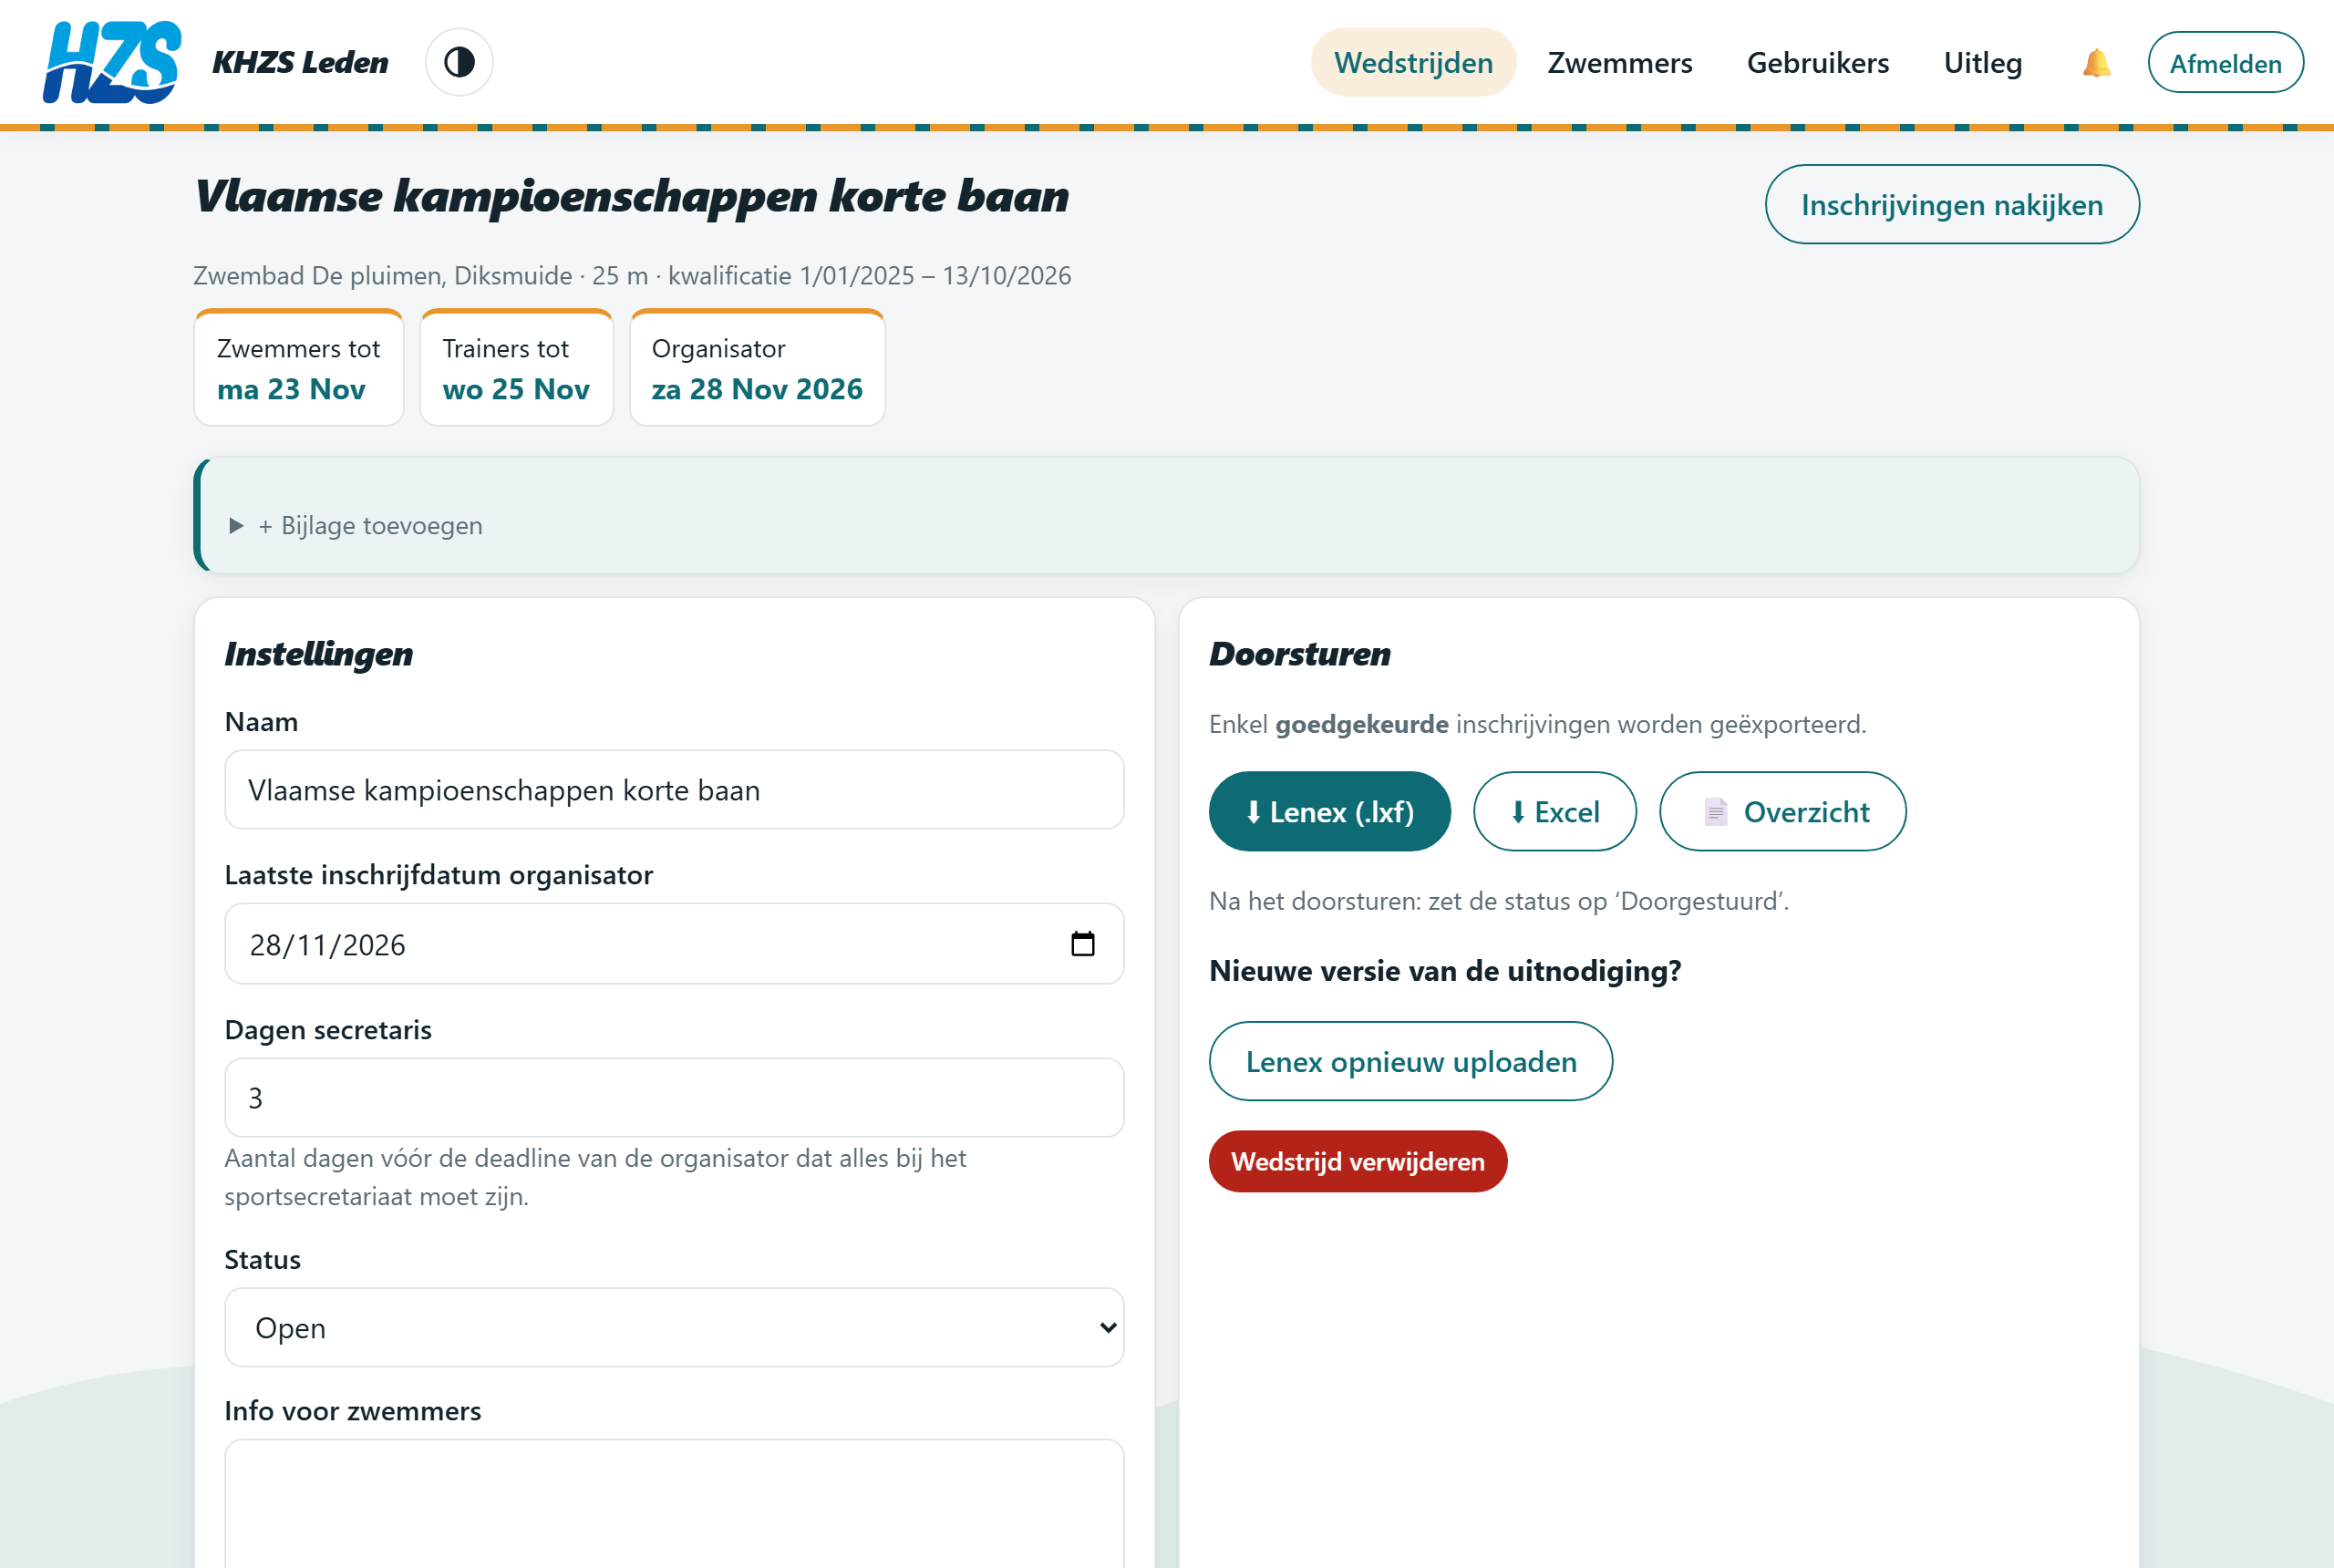 HZS
KHZS Leden
Wedstrijden
Zwemmers
Gebruikers
Uitleg
Afmelden
Vlaamse kampioenschappen korte baan
Inschrijvingen nakijken
Zwembad De pluimen, Diksmuide · 25 m · kwalificatie 1/01/2025 – 13/10/2026
Zwemmers tot
ma 23 Nov
Trainers tot
wo 25 Nov
Organisator
za 28 Nov 2026
+ Bijlage toevoegen
Instellingen
Naam
Vlaamse kampioenschappen korte baan
Laatste inschrijfdatum organisator
28/11/2026
Dagen secretaris
3
Aantal dagen vóór de deadline van de organisator dat alles bij het
sportsecretariaat moet zijn.
Status
Open
Info voor zwemmers
Doorsturen
Enkel goedgekeurde inschrijvingen worden geëxporteerd.
⬇ Lenex (.lxf)
⬇ Excel
📄 Overzicht
Na het doorsturen: zet de status op ‘Doorgestuurd’.
Nieuwe versie van de uitnodiging?
Lenex opnieuw uploaden
Wedstrijd verwijderen